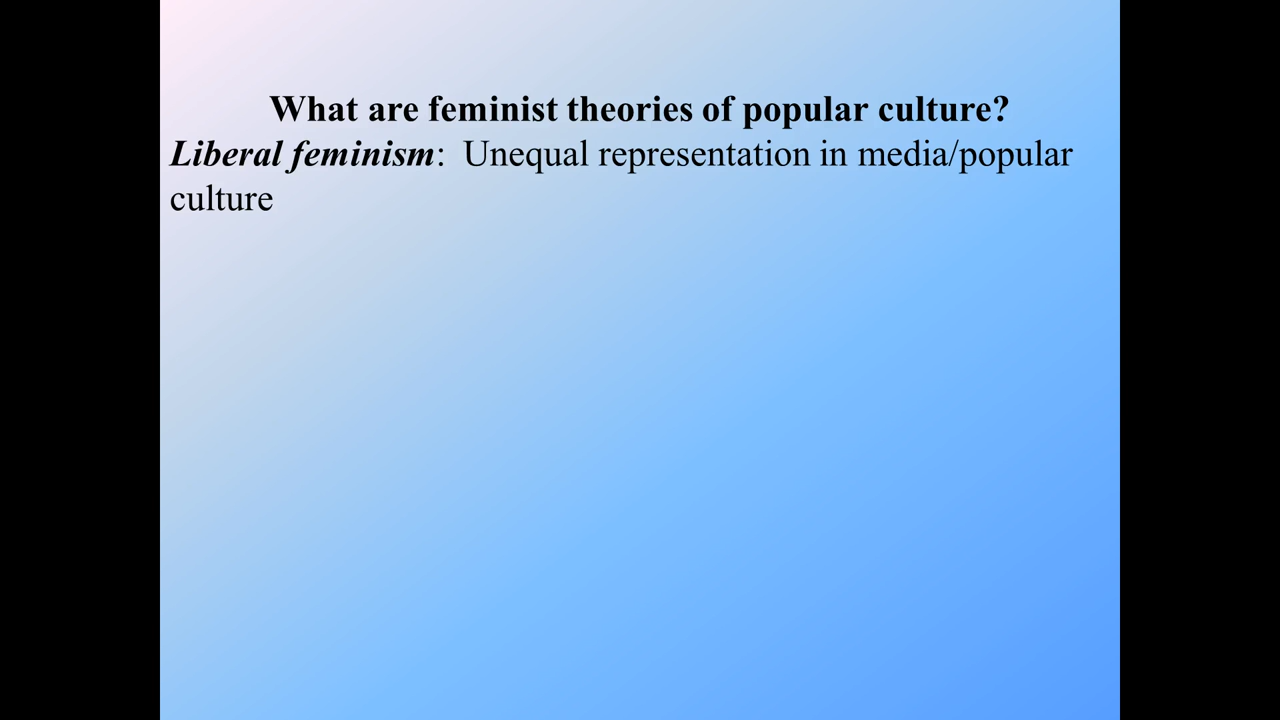 What are feminist theories of popular culture?
Liberal feminism:  Unequal representation in media/popular
culture